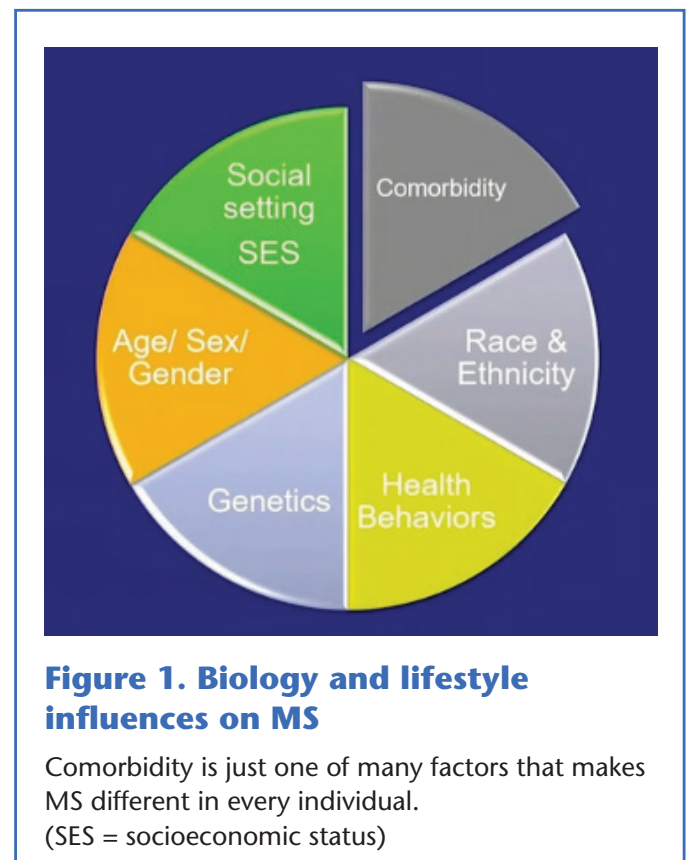 Social
setting
SES
Comorbidity
Age/ Sex/
Gender
Race &
Ethnicity
Genetics
Health
Behaviors
Figure 1. Biology and lifestyle
influences on MS
Comorbidity is just one of many factors that makes
MS different in every individual.
(SES = socioeconomic status)